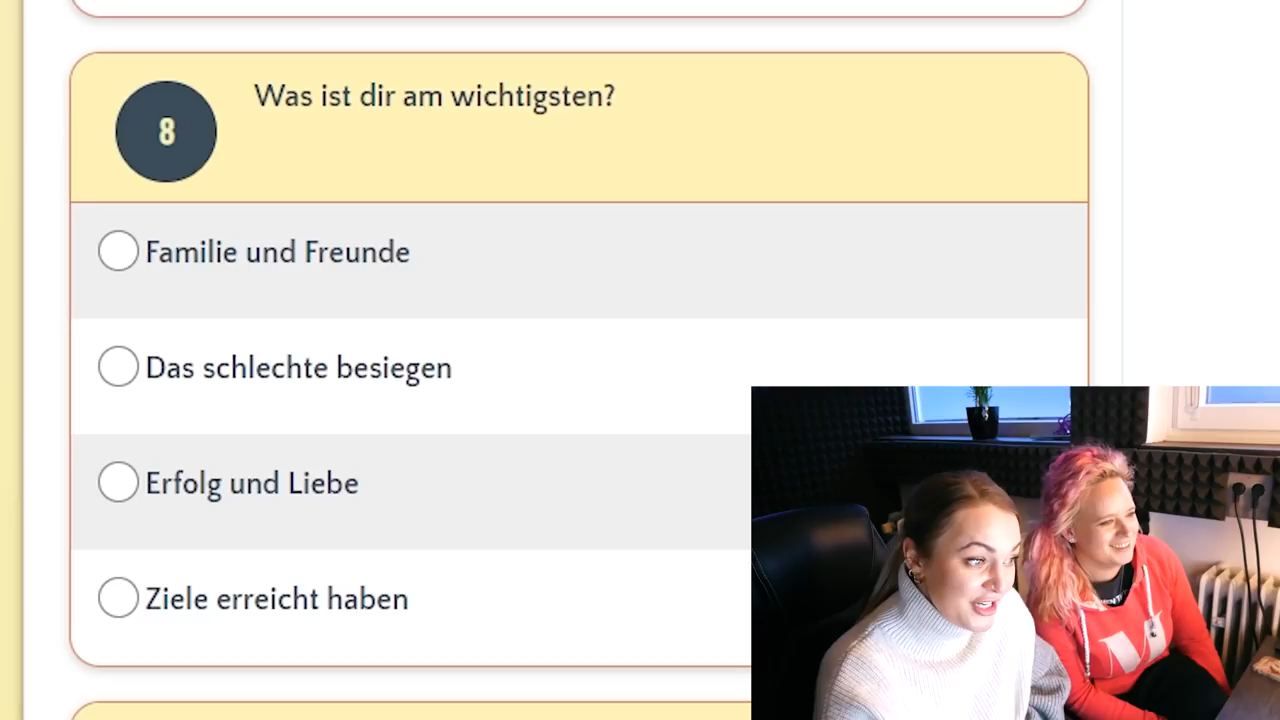 8
Was ist dir am wichtigsten?
Familie und Freunde
Das schlechte besiegen
Erfolg und Liebe
Ziele erreicht haben